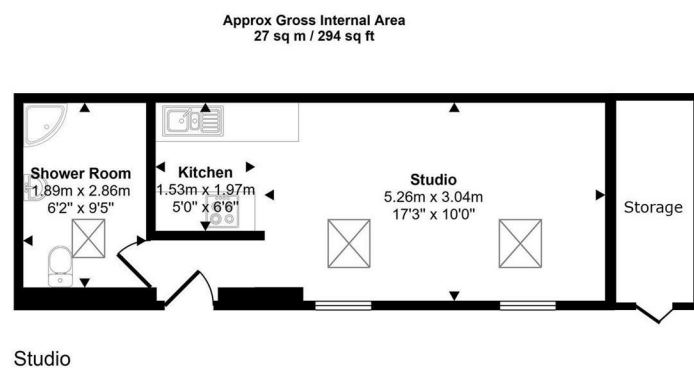 Approx Gross Internal Area
27 sq m / 294 sq ft
Shower Room
1.89m x 2.86m
6'2" x 9'5"
Kitchen
1.53m x 1.97m
5'0" x 6'6"
Studio
5.26m x 3.04m
17'3" x 10'0"
Storage
Studio